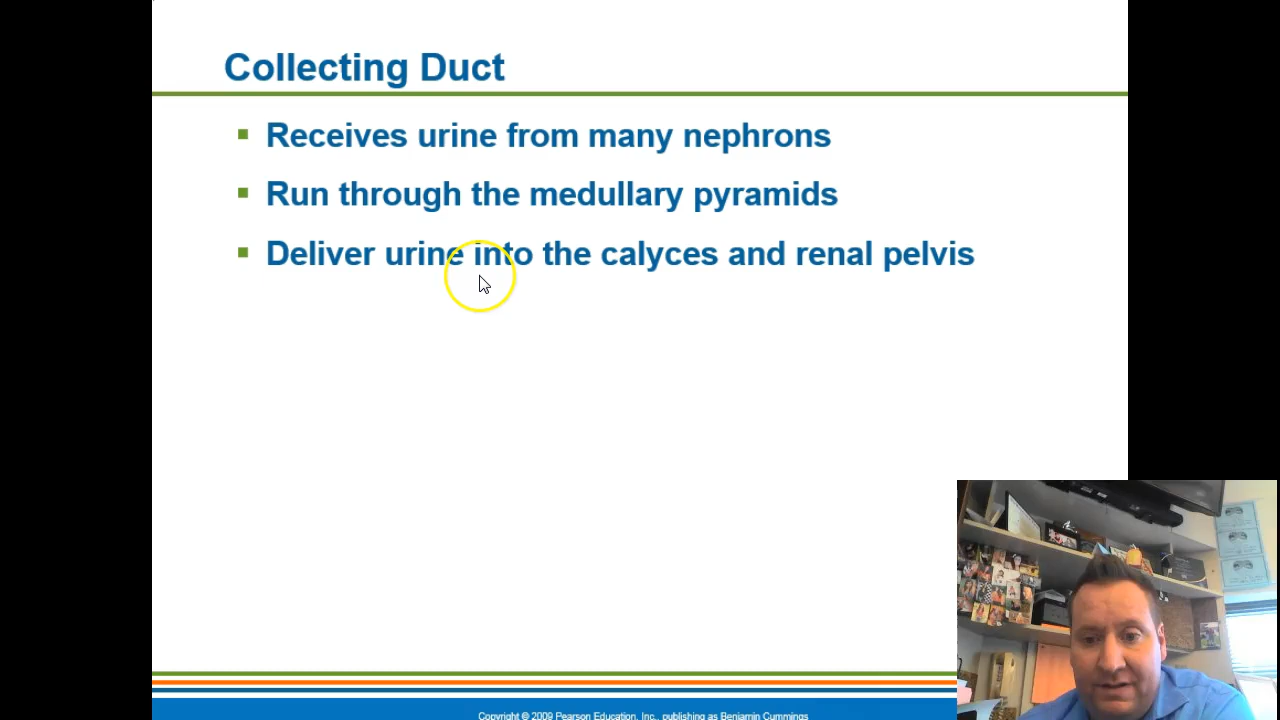 Collecting Duct
Receives urine from many nephrons
Run through the medullary pyramids
Deliver urine into the calyces and renal pelvis
Copyright © 2009 Pearson Education, Inc., publishing as Benjamin Cummings